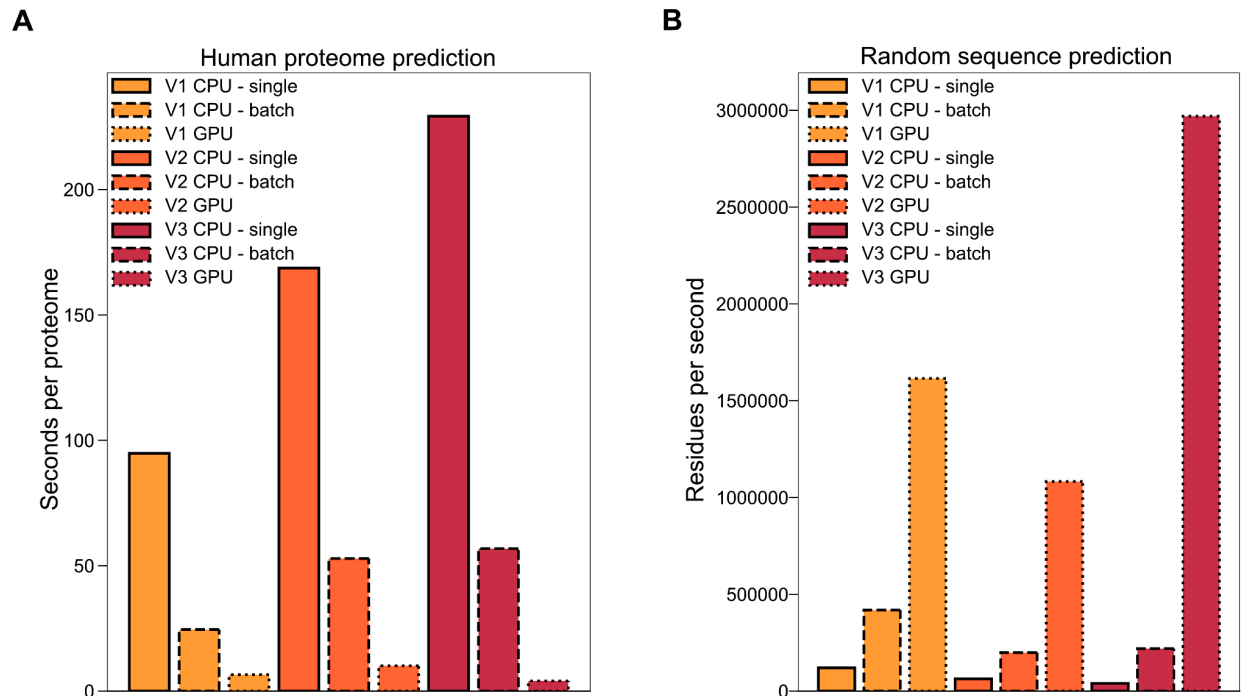 A
Human proteome prediction
V1 CPU - single
V1 CPU - batch
V1 GPU
V2 CPU - single
V2 CPU - batch
V2 GPU
V3 CPU - single
V3 CPU - batch
V3 GPU
Seconds per proteome
200
150
100
50
0
B
Random sequence prediction
V1 CPU - single
V1 CPU - batch
V1 GPU
V2 CPU - single
V2 CPU - batch
V2 GPU
V3 CPU - single
V3 CPU - batch
V3 GPU
Residues per second
3000000
2500000
2000000
1500000
1000000
500000
0